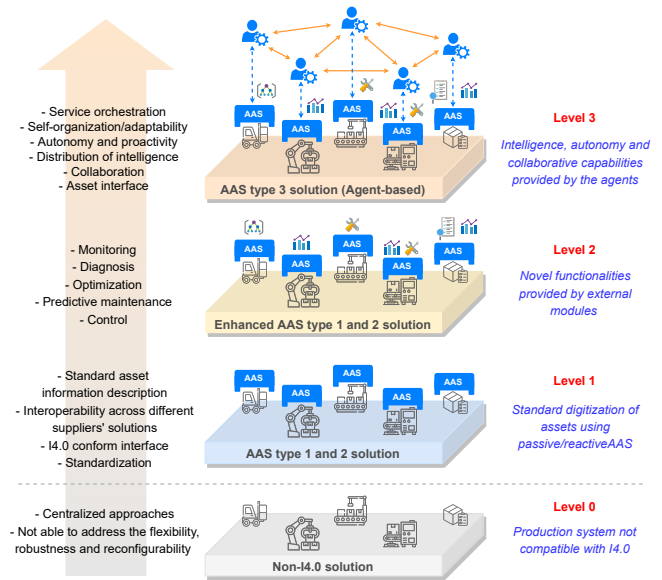 - Service orchestration
- Self-organization/adaptability
- Autonomy and proactivity
- Distribution of intelligence
- Collaboration
- Asset interface
AAS
AAS
AAS
AAS
AAS
AAS type 3 solution (Agent-based)
Level 3
Intelligence, autonomy and
collaborative capabilities
provided by the agents
- Monitoring
- Diagnosis
- Optimization
- Predictive maintenance
- Control
AAS
AAS
AAS
AAS
AAS
Enhanced AAS type 1 and 2 solution
Level 2
Novel functionalities
provided by external
modules
- Standard asset
information description
- Interoperability across different
suppliers' solutions
- I4.0 conform interface
- Standardization
AAS
AAS
AAS
AAS
AAS
AAS type 1 and 2 solution
Level 1
Standard digitization of
assets using
passive/reactiveAAS
- Centralized approaches
- Not able to address the flexibility,
robustness and reconfigurability
Non-I4.0 solution
Level 0
Production system not
compatible with I4.0